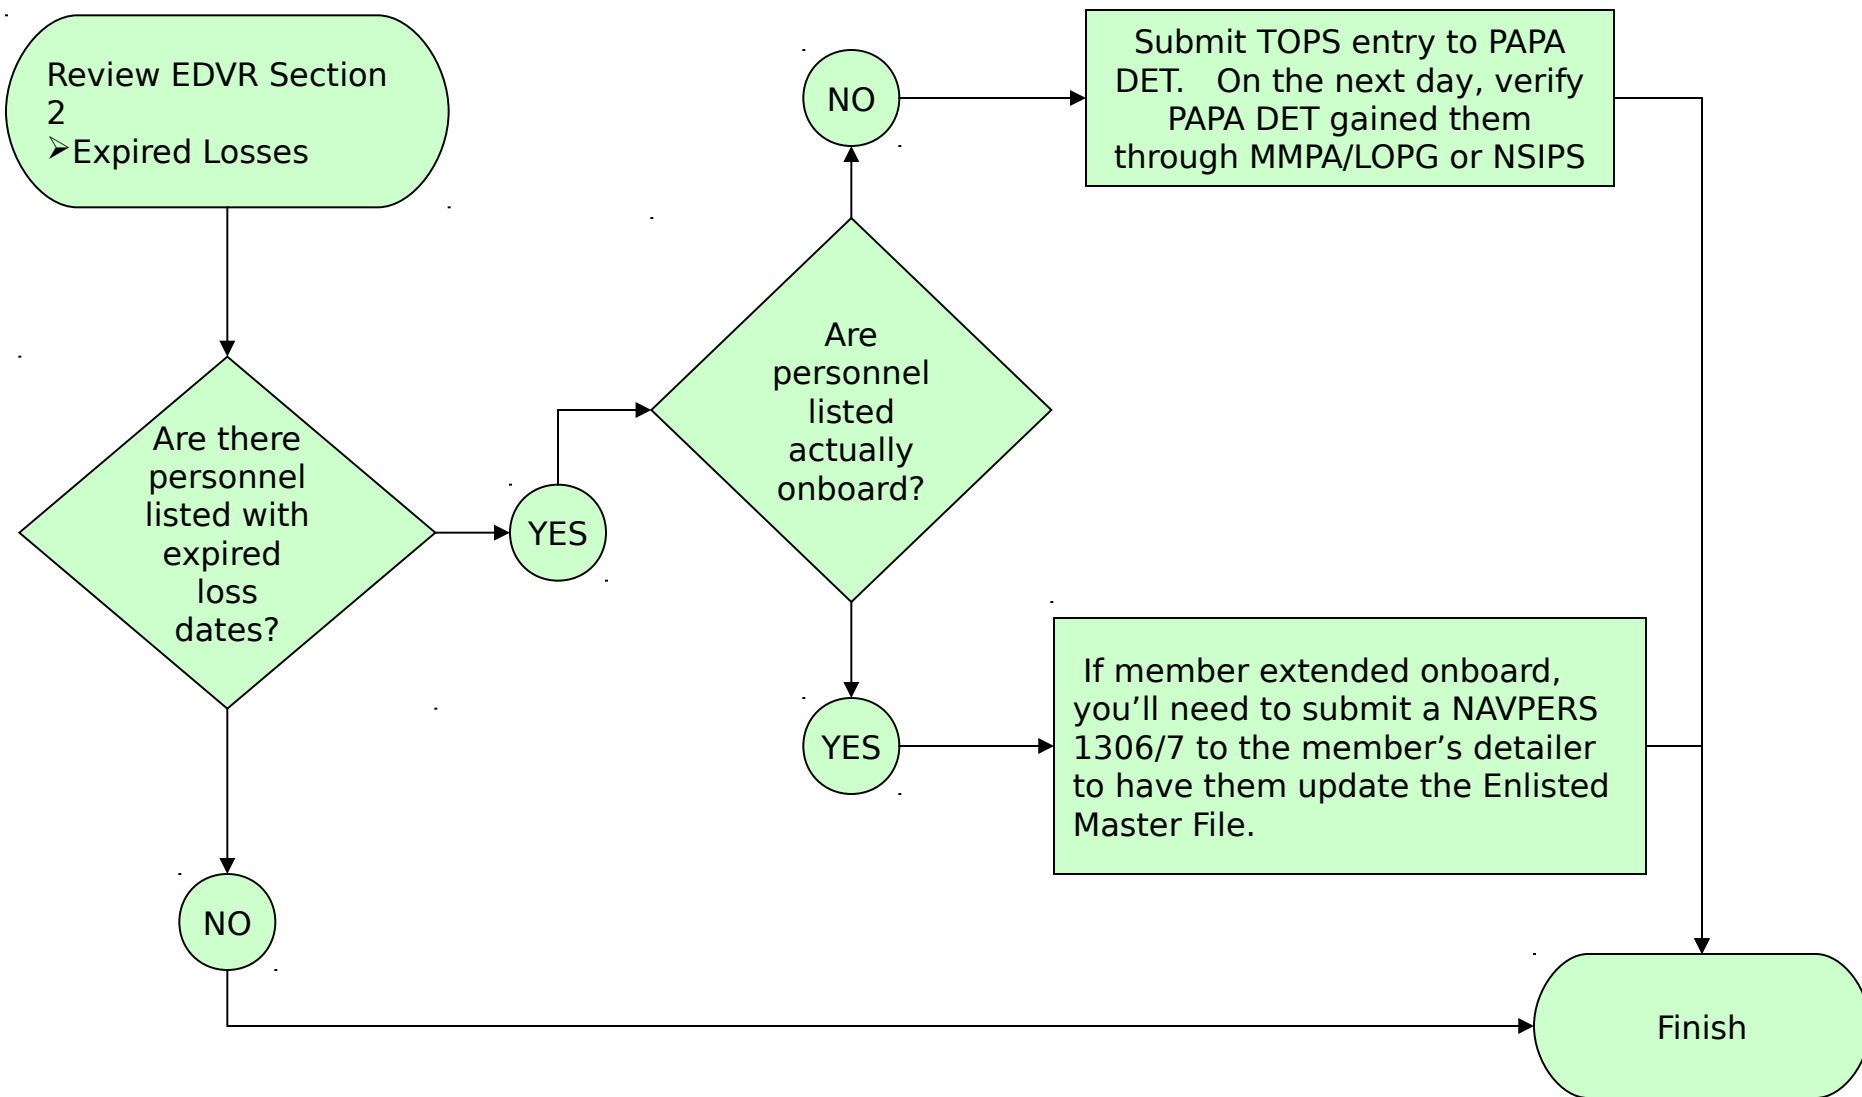 Review EDVR Section
2
➢Expired Losses
Are there
personnel
listed with
expired
loss
dates?
YES
NO
Are
personnel
listed
actually
onboard?
NO
Submit TOPS entry to PAPA
DET.   On the next day, verify
PAPA DET gained them
through MMPA/LOPG or NSIPS
YES
If member extended onboard,
you’ll need to submit a NAVPERS
1306/7 to the member’s detailer
to have them update the Enlisted
Master File.
Finish